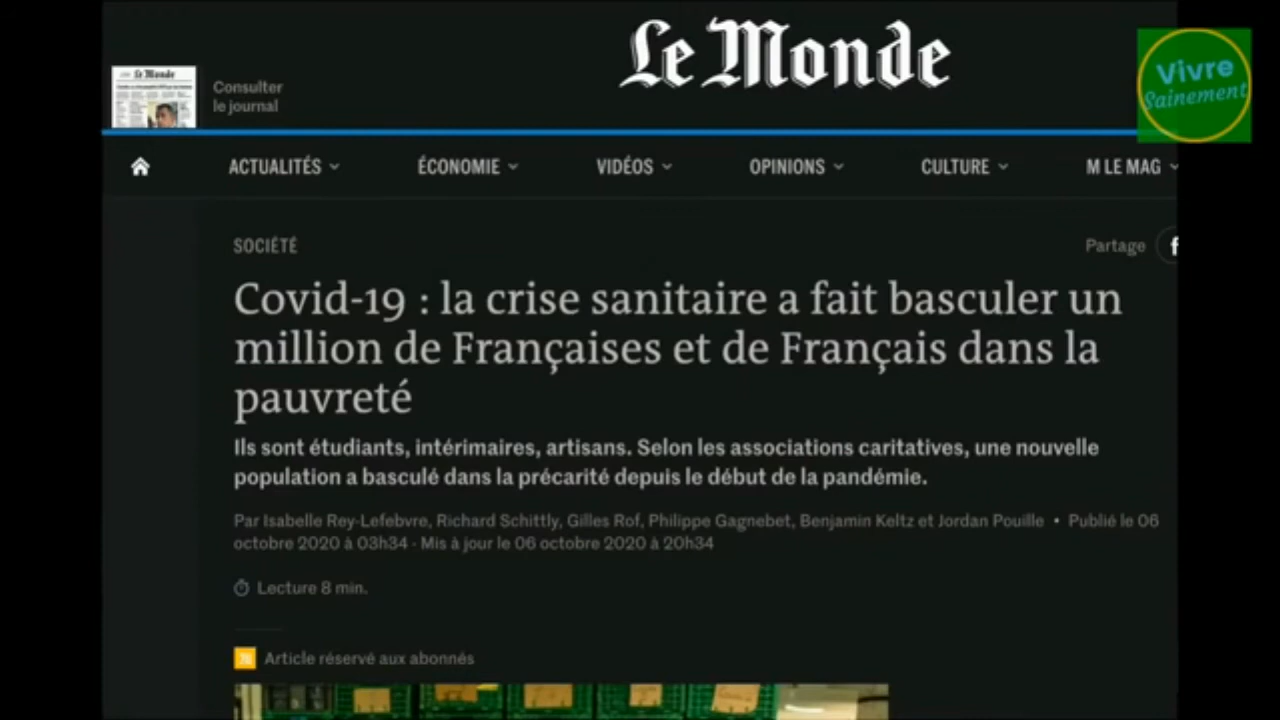 Le Monde
Vivre
Sainement
Consulter
le journal
ACTUALITÉS
ÉCONOMIE
VIDÉOS
OPINIONS
CULTURE
M LE MAG
SOCIÉTÉ
Partage
Covid-19 : la crise sanitaire a fait basculer un
million de Françaises et de Français dans la
pauvreté
Ils sont étudiants, intérimaires, artisans. Selon les associations caritatives, une nouvelle
population a basculé dans la précarité depuis le début de la pandémie.
Par Isabelle Rey-Lefebvre, Richard Schittly, Gilles Rof, Philippe Gagnebet, Benjamin Keltz et Jordan Pouille • Publié le 06
octobre 2020 à 03h34 - Mis à jour le 06 octobre 2020 à 20h34
Lecture 8 min.
Article réservé aux abonnés